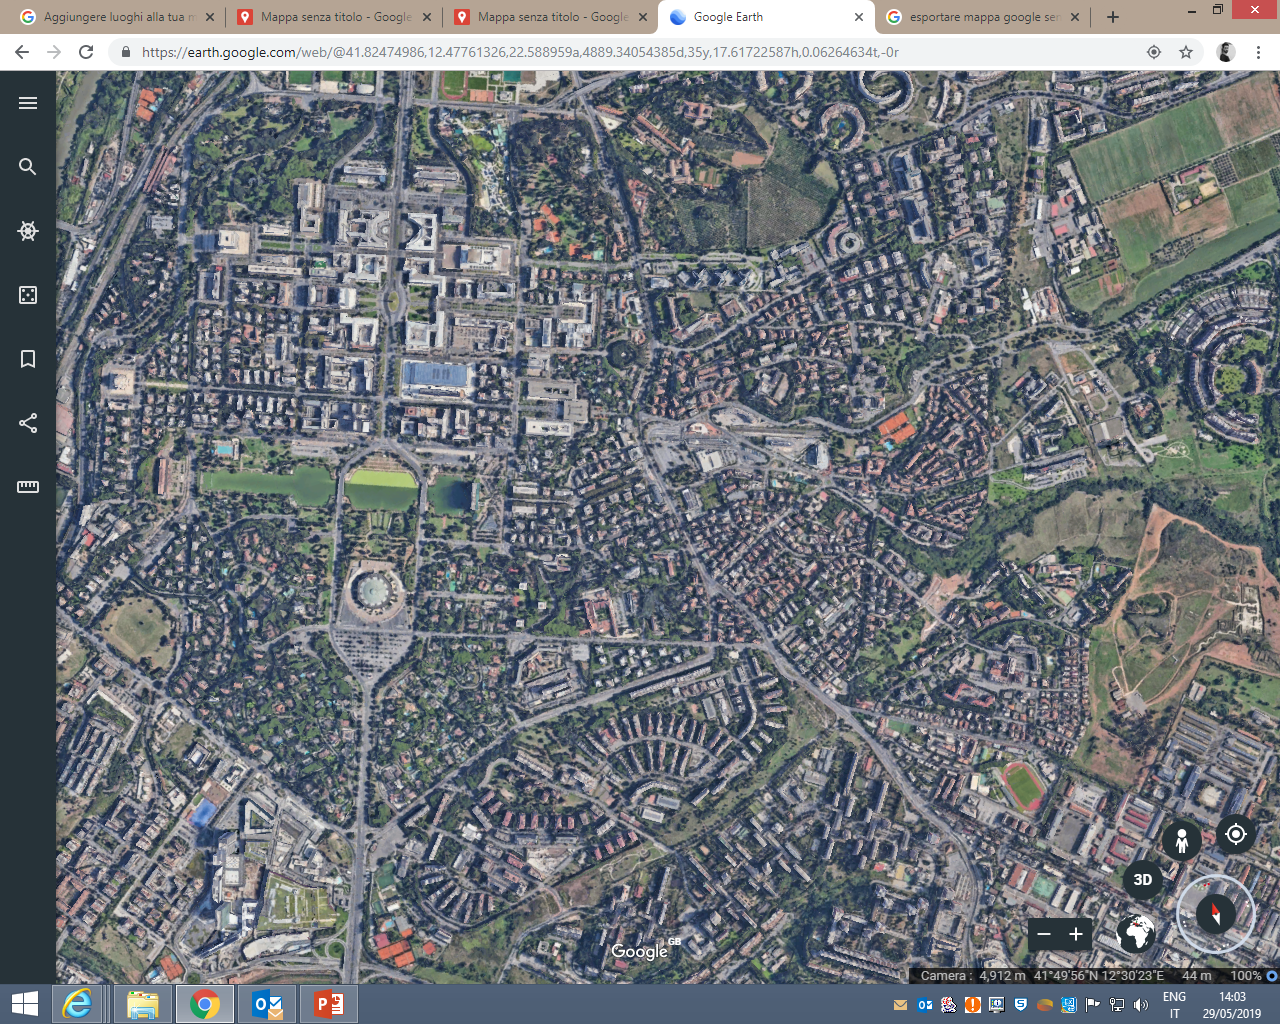 Aggiungere luoghi alla tua m
Mappa senza titolo - Google
Mappa senza titolo - Google
Google Earth
esportare mappa google sen
https://earth.google.com/web/@41.82474986,12.47761326,22.588959a,4889.34054385d,35y,17.61722587h,0.06264634t,-0r
3D
Google
GB
Camera : 4,912 m 41°49'56"N 12°30'23"E 44 m 100%
ENG
IT
14:03
29/05/2019